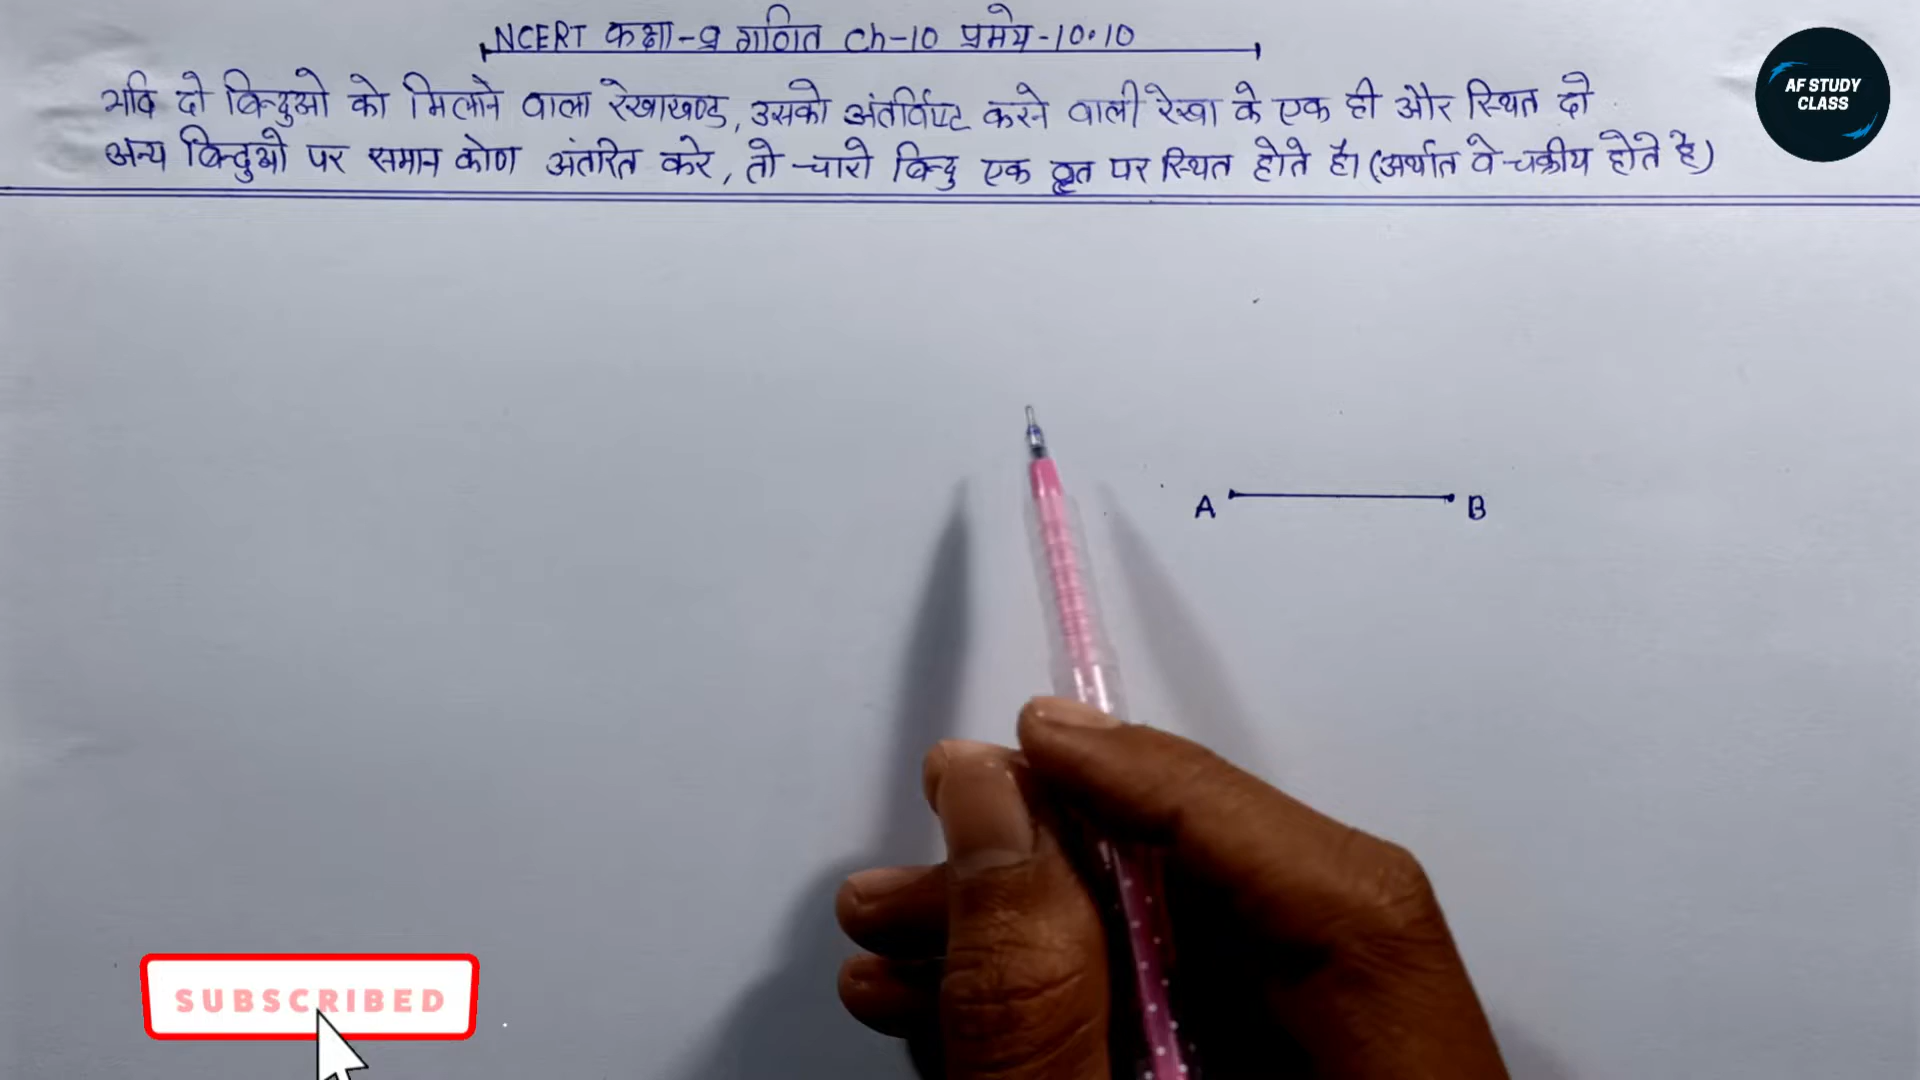 NCERT कक्षा-9 गणित Ch-10 प्रमेय-10.10
यदि दो बिन्दुओ को मिलाने वाला रेखाखण्ड, उसको अंतर्विष्ट करने वाली रेखा के एक ही और स्थित दो
अन्य बिन्दुओ पर समान कोण अंतरित करे, तो चारो बिन्दु एक वृत पर स्थित होते है। (अर्थात वे चक्रीय होते है)
AF STUDY
CLASS
A B
SUBSCRIBED